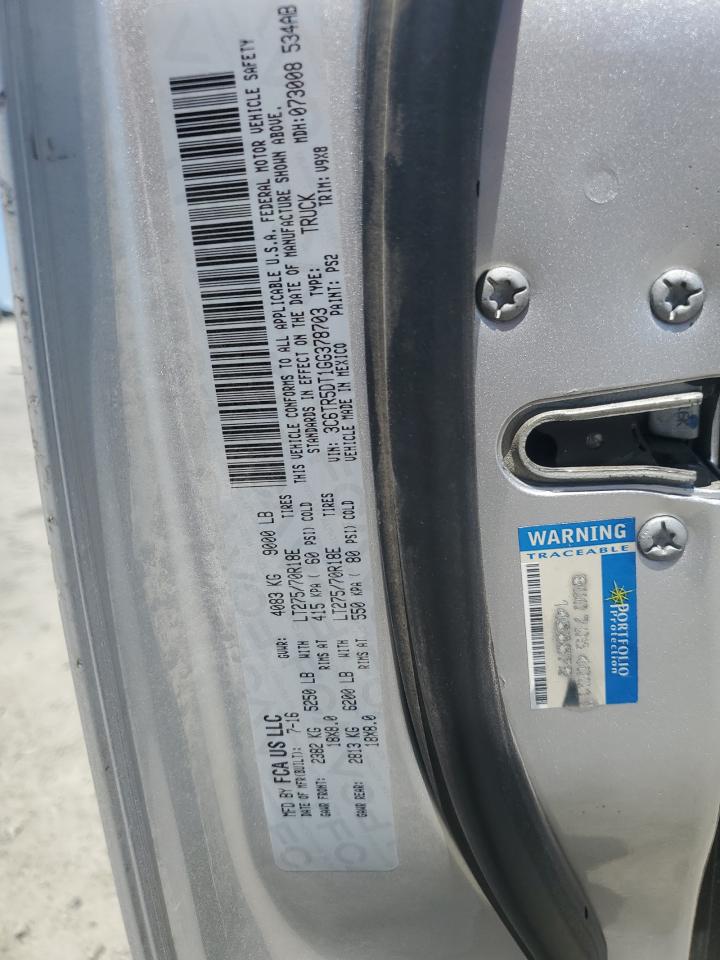 MFD BY FCA US LLC
DATE OF MFR(BUILT): 7-16 GVWR: 4083 KG 9000 LB
GAWR FRONT: 2382 KG 5250 LB WITH LT275/70R18E TIRES
18X8.0 RIMS AT 415 KPA ( 60 PSI) COLD
GAWR REAR: 2813 KG 6200 LB WITH LT275/70R18E TIRES
18X8.0 RIMS AT 550 KPA ( 80 PSI) COLD
THIS VEHICLE CONFORMS TO ALL APPLICABLE U.S.A. FEDERAL MOTOR VEHICLE SAFETY
STANDARDS IN EFFECT ON THE DATE OF MANUFACTURE SHOWN ABOVE.
VIN: 3C6TR5DT1GG378703 TYPE: TRUCK MDH:073008 534AB
VEHICLE MADE IN MEXICO PAINT: PS2 TRIM: V9X8
WARNING
TRACEABLE
PORTFOLIO
Protection